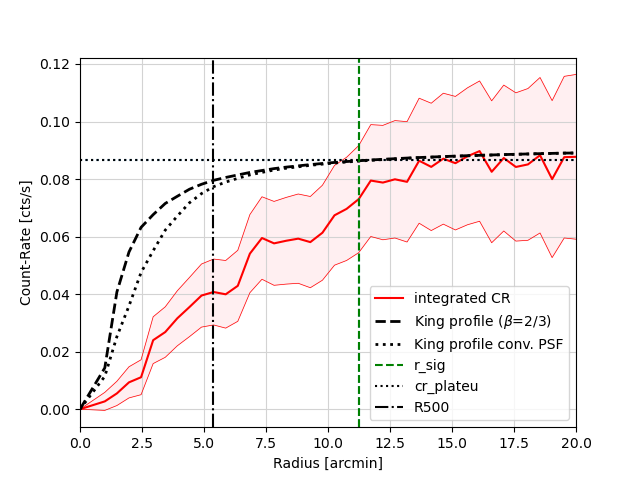 0.12
0.10
0.08
0.06
0.04
0.02
0.00
Count-Rate [cts/s]
integrated CR
King profile (β=2/3)
King profile conv. PSF
r_sig
cr_plateu
R500
0.0 2.5 5.0 7.5 10.0 12.5 15.0 17.5 20.0
Radius [arcmin]